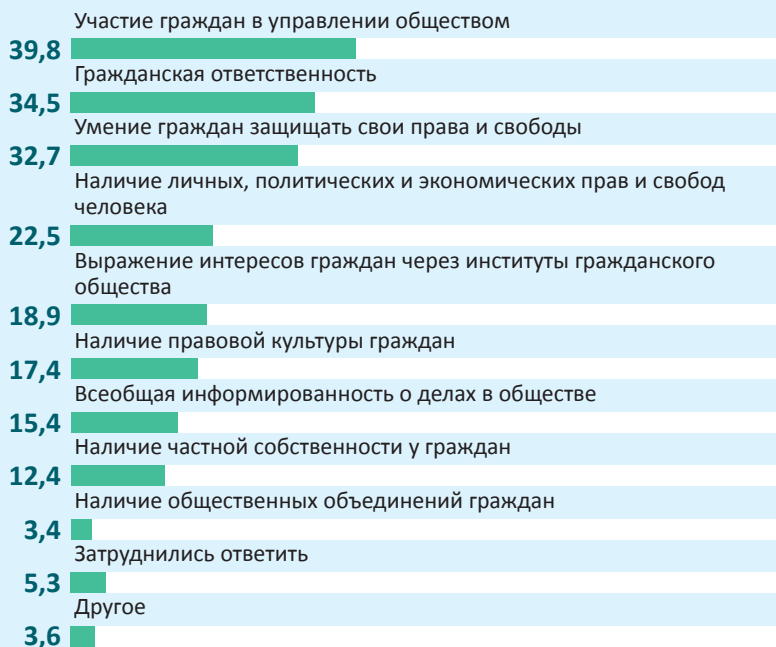 Участие граждан в управлении обществом
39,8
Гражданская ответственность
34,5
Умение граждан защищать свои права и свободы
32,7
Наличие личных, политических и экономических прав и свобод
человека
22,5
Выражение интересов граждан через институты гражданского
общества
18,9
Наличие правовой культуры граждан
17,4
Всеобщая информированность о делах в обществе
15,4
Наличие частной собственности у граждан
12,4
Наличие общественных объединений граждан
3,4
Затруднились ответить
5,3
Другое
3,6